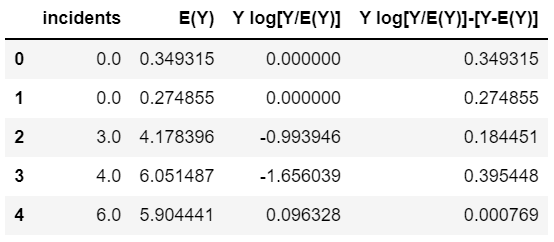 incidents E(Y) Y log[Y/E(Y)] Y log[Y/E(Y)]-[Y-E(Y)]
0 0.0 0.349315 0.000000 0.349315
1 0.0 0.274855 0.000000 0.274855
2 3.0 4.178396 -0.993946 0.184451
3 4.0 6.051487 -1.656039 0.395448
4 6.0 5.904441 0.096328 0.000769